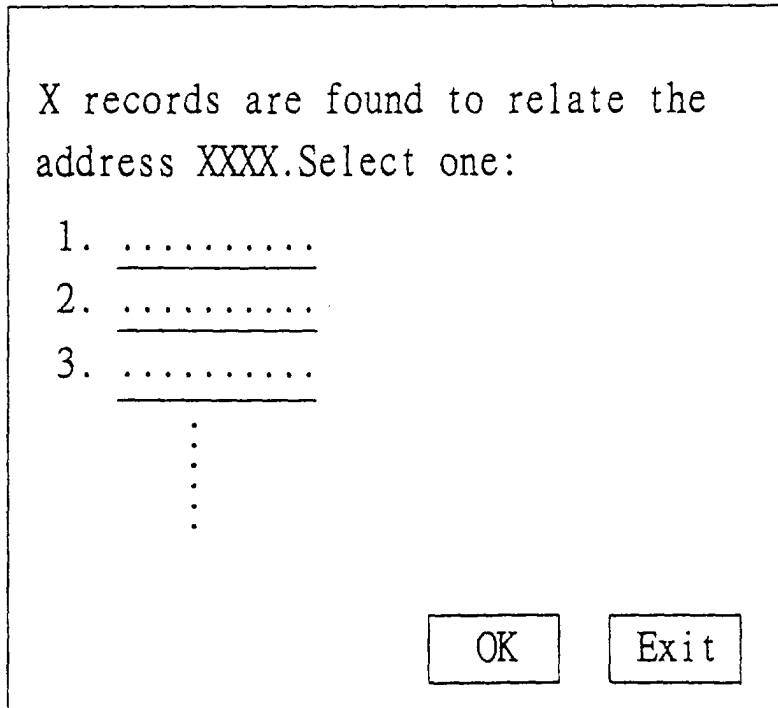 X records are found to relate the
address XXXX.Select one:
1. ..........
2. ..........
3. ..........
OK Exit